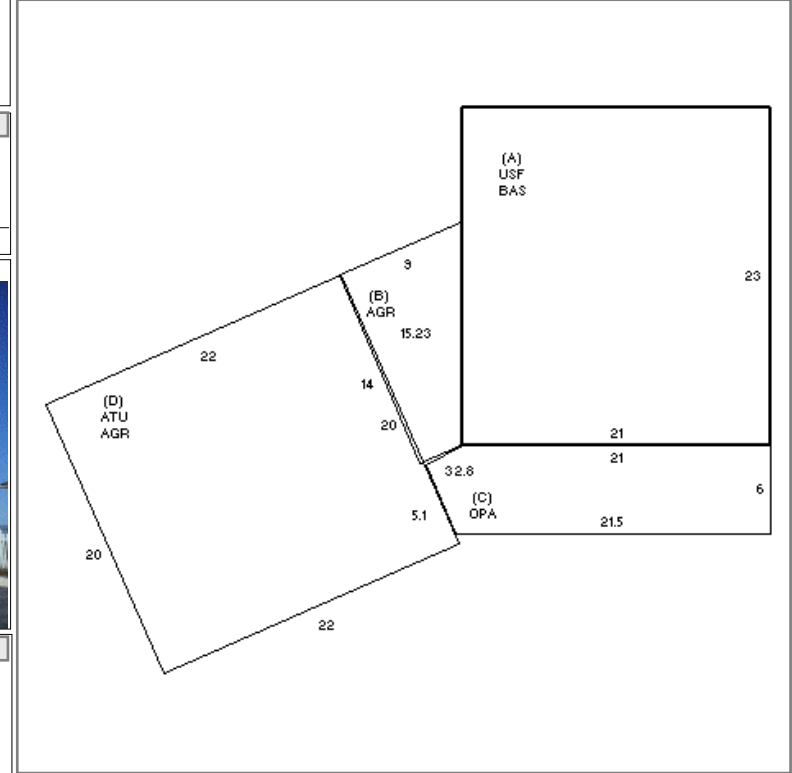 (A)
USF
BAS
23
9
(B)
AGR
15.23
22
14
(D)
ATU
AGR
20
21
21
3 2.8
6
(C)
OPA
5.1
21.5
20
22